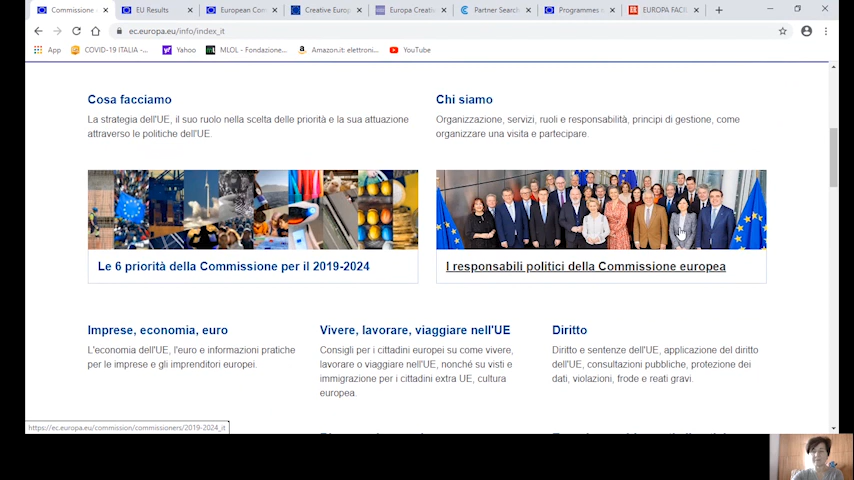 Commissione
EU Results
European Com
Creative Europ
Europa Creativ
Partner Search
Programmes
EUROPA FACIL
ec.europa.eu/info/index_it
App
COVID-19 ITALIA -...
Yahoo
MLOL - Fondazione...
Amazon.it: elettroni...
YouTube
Cosa facciamo
La strategia dell'UE, il suo ruolo nella scelta delle priorità e la sua attuazione
attraverso le politiche dell'UE.
Chi siamo
Organizzazione, servizi, ruoli e responsabilità, principi di gestione, come
organizzare una visita e partecipare.
Le 6 priorità della Commissione per il 2019-2024
I responsabili politici della Commissione europea
Imprese, economia, euro
L'economia dell'UE, l'euro e informazioni pratiche
per le imprese e gli imprenditori europei.
Vivere, lavorare, viaggiare nell'UE
Consigli per i cittadini europei su come vivere,
lavorare o viaggiare nell'UE, nonché su visti e
immigrazione per i cittadini extra UE, cultura
europea.
Diritto
Diritto e sentenze dell'UE, applicazione del diritto
dell'UE, consultazioni pubbliche, protezione dei
dati, violazioni, frode e reati gravi.
https://ec.europa.eu/commission/commissioners/2019-2024_it